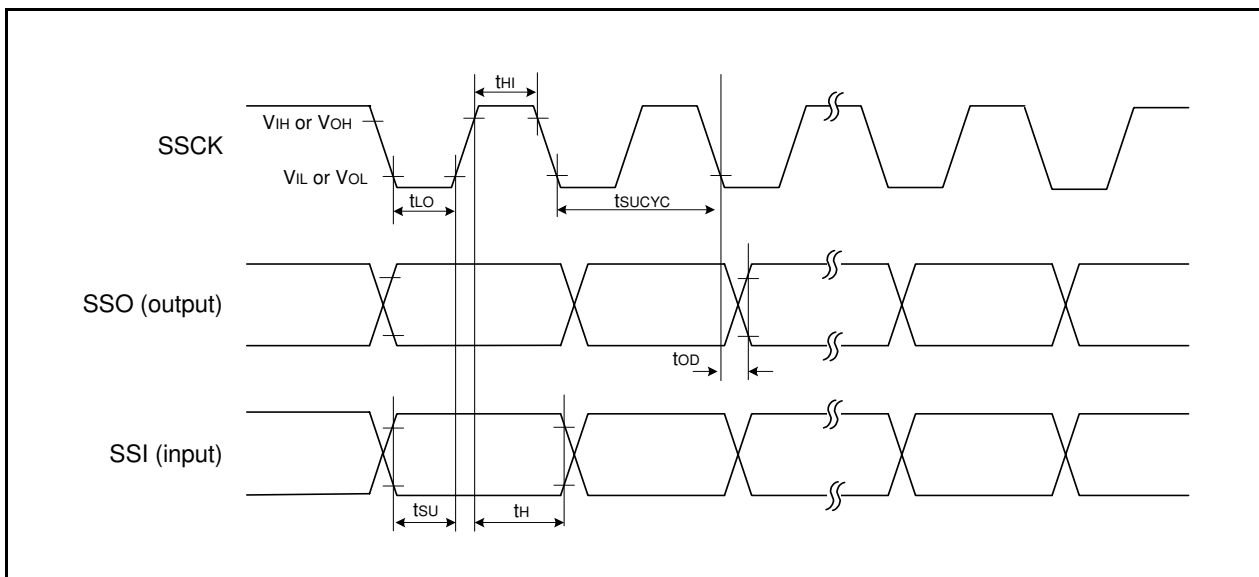 tHI
VIH or VOH
SSCK
VIL or VOL
tLO
tSUCYC
SSO (output)
tOD
SSI (input)
tSU
tH